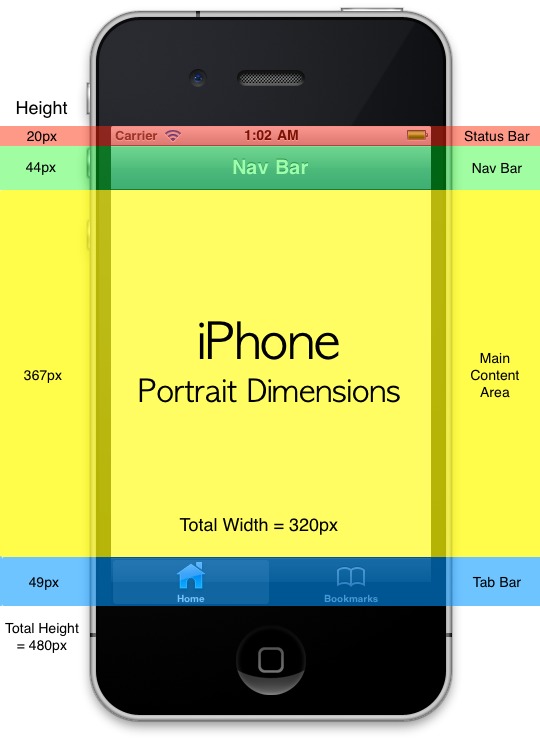 Height
20px
Carrier 1:02 AM
Status Bar
44px
Nav Bar
Nav Bar
iPhone
Portrait Dimensions
367px
Main
Content
Area
Total Width = 320px
49px
Home
Bookmarks
Tab Bar
Total Height
= 480px